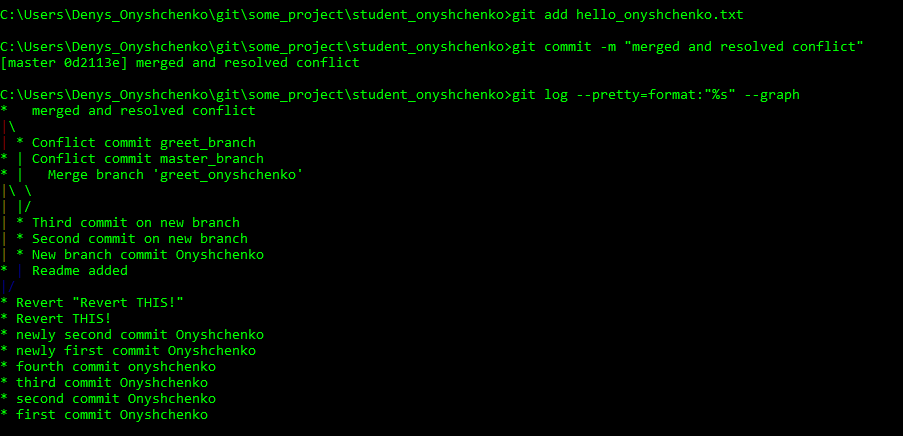 C:\Users\Denys_Onyshchenko\git\some_project\student_onyshchenko>git add hello_onyshchenko.txt
C:\Users\Denys_Onyshchenko\git\some_project\student_onyshchenko>git commit -m "merged and resolved conflict"
[master 0d2113e] merged and resolved conflict
C:\Users\Denys_Onyshchenko\git\some_project\student_onyshchenko>git log --pretty=format:"%s" --graph
*   merged and resolved conflict
|\
| * Conflict commit greet_branch
* | Conflict commit master_branch
* |   Merge branch 'greet_onyshchenko'
|\ \
| |/
| * Third commit on new branch
| * Second commit on new branch
| * New branch commit Onyshchenko
* | Readme added
|/
* Revert "Revert THIS!"
* Revert THIS!
* newly second commit Onyshchenko
* newly first commit Onyshchenko
* fourth commit onyshchenko
* third commit Onyshchenko
* second commit Onyshchenko
* first commit Onyshchenko